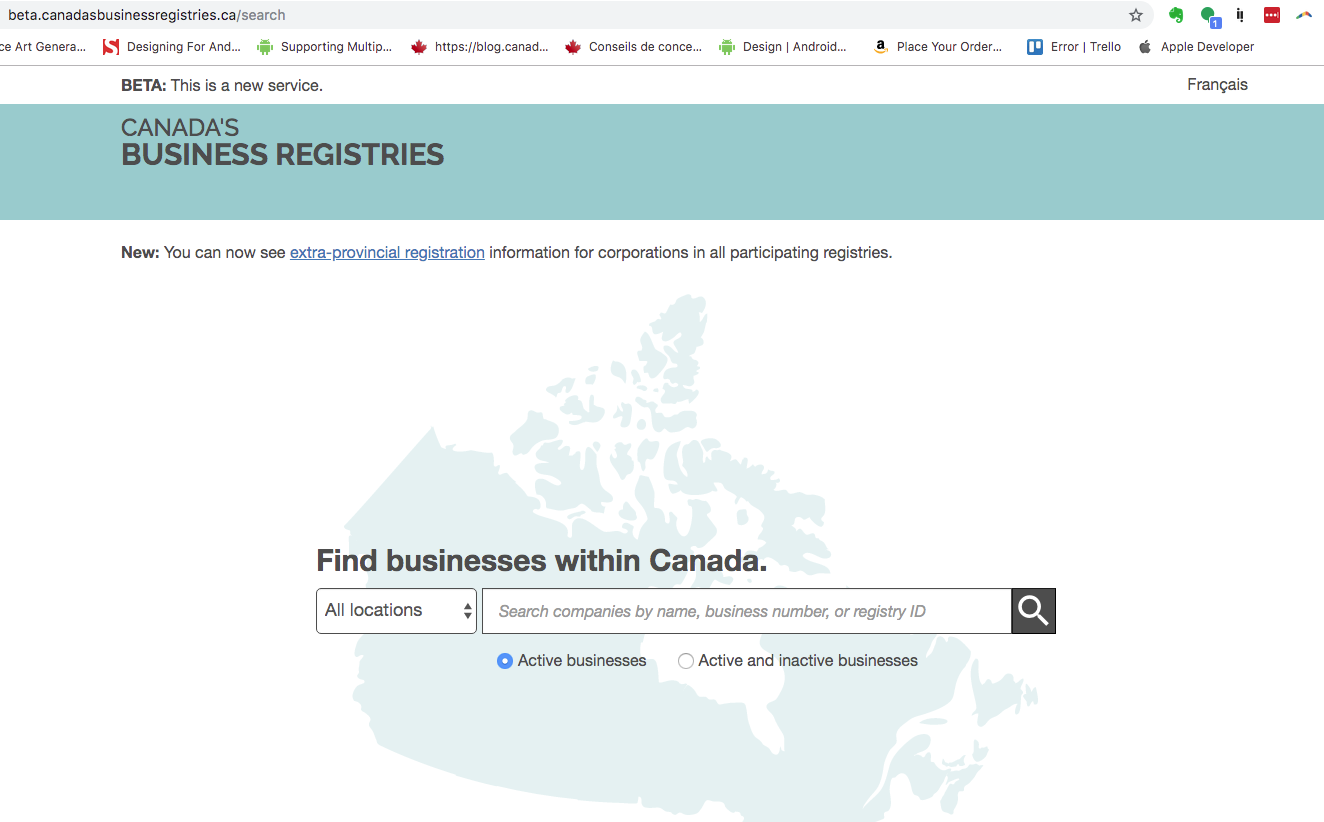 beta.canadasbusinessregistries.ca/search
1
ce Art Genera... Designing For And... Supporting Multip... https://blog.canad... Conseils de conce... Design | Android... Place Your Order... Error | Trello Apple Developer
BETA: This is a new service. Français
CANADA'S
BUSINESS REGISTRIES
New: You can now see extra-provincial registration information for corporations in all participating registries.
Find businesses within Canada.
All locations Search companies by name, business number, or registry ID
Active businesses Active and inactive businesses